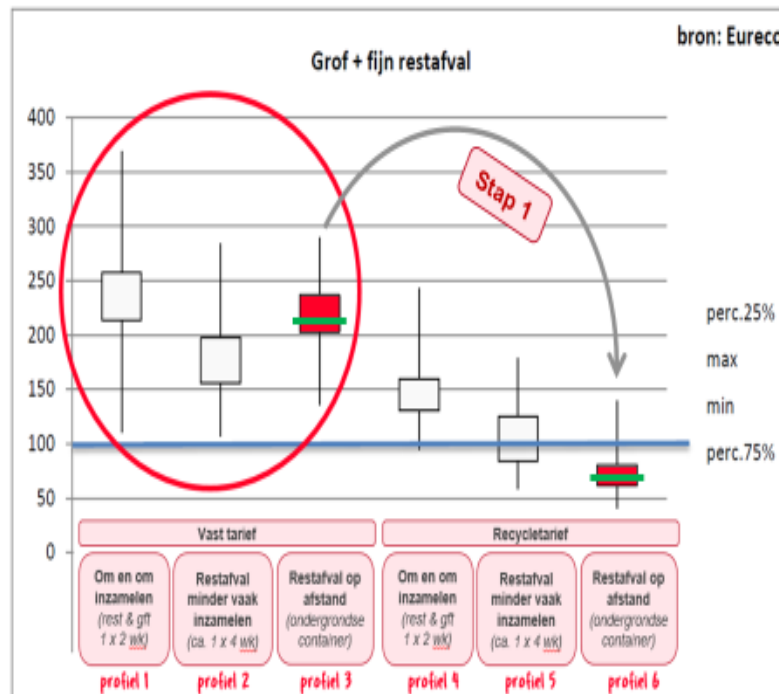 bron: Eureco
Grof + fijn restafval
400
350
300
250
200
150
100
50
0
Stap 1
perc.25%
max
min
perc.75%
Vast tarief
Recycletarief
Om en om
inzamelen
(rest & gft
1 x 2 wk)
Restafval
minder vaak
inzamelen
(ca. 1 x 4 wk)
Restafval op
afstand
(ondergrondse
container)
Om en om
inzamelen
(rest & gft
1 x 2 wk)
Restafval
minder vaak
inzamelen
(ca. 1 x 4 wk)
Restafval op
afstand
(ondergrondse
container)
profiel 1
profiel 2
profiel 3
profiel 4
profiel 5
profiel 6